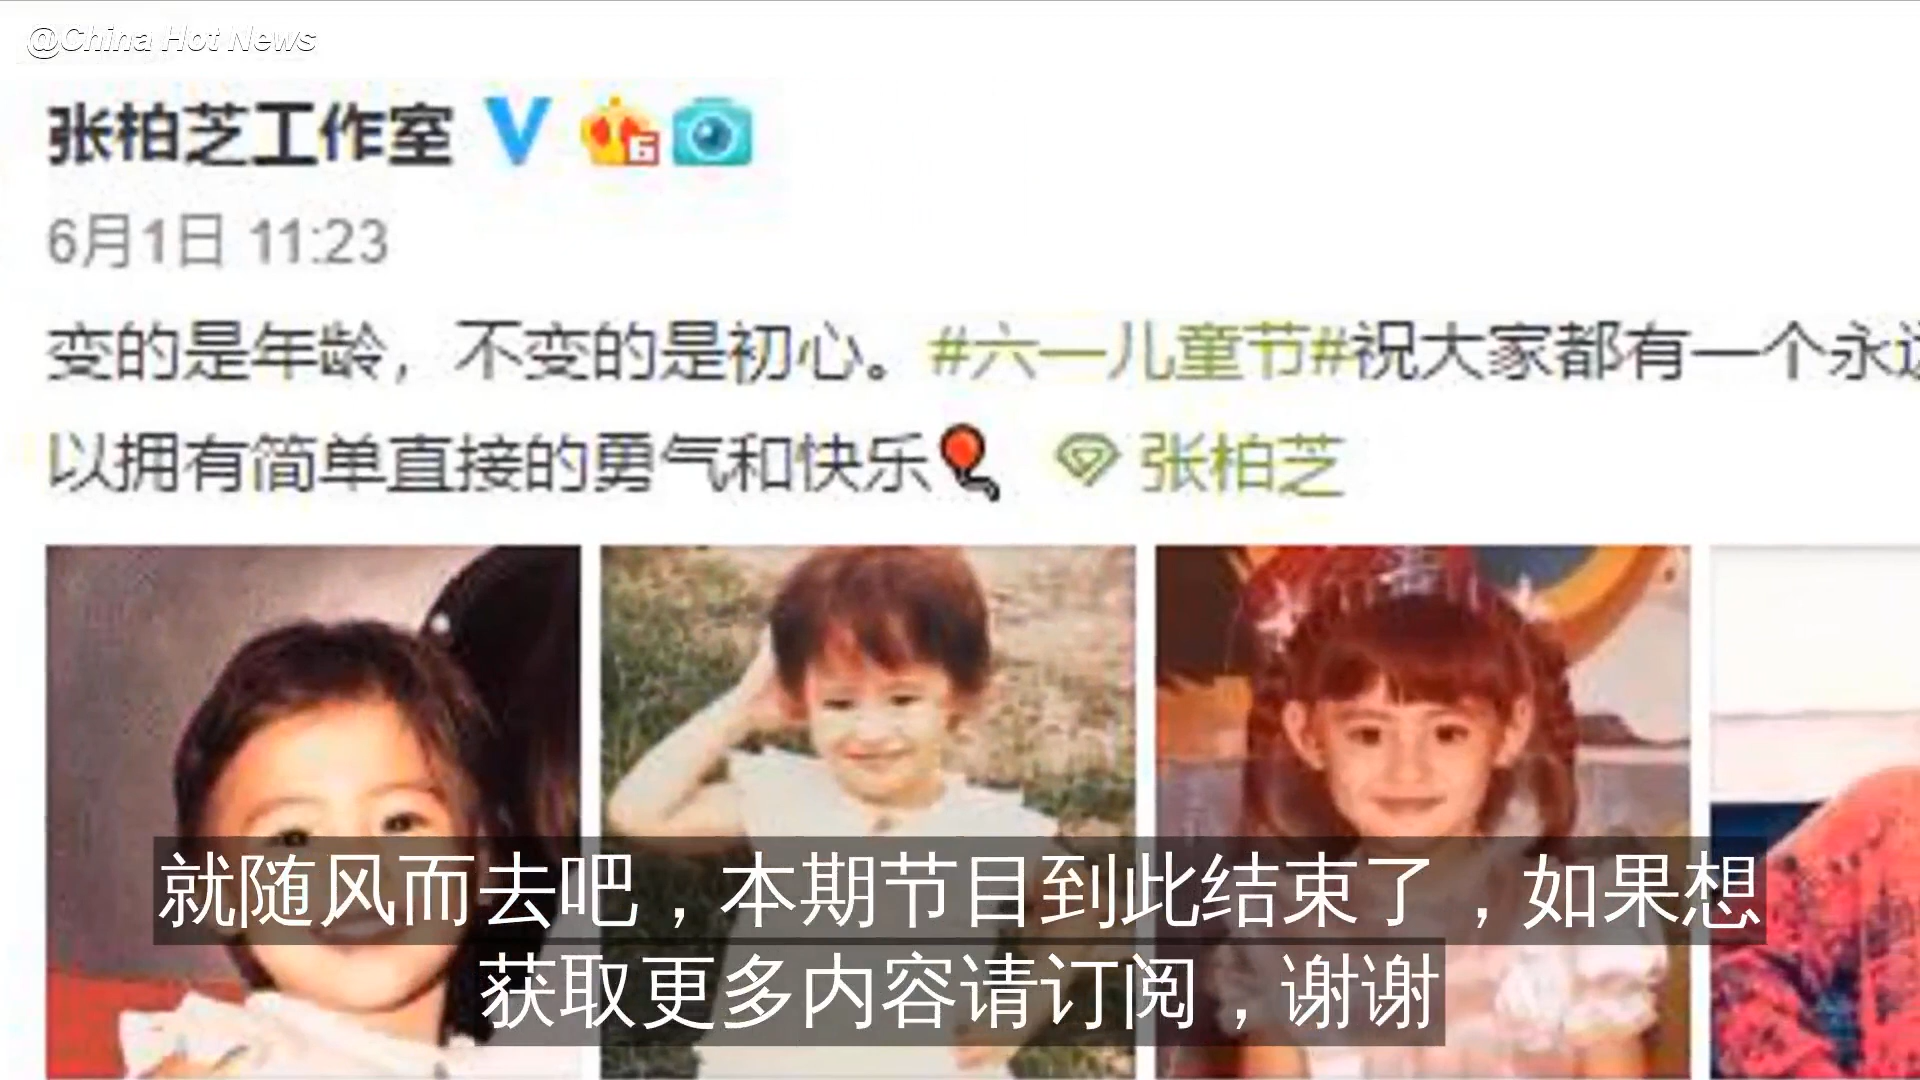 @China Hot News
张柏芝工作室
6月1日 11:23
变的是年龄，不变的是初心。#六一儿童节#祝大家都有一个永
以拥有简单直接的勇气和快乐 张柏芝
就随风而去吧，本期节目到此结束了，如果想
获取更多内容请订阅，谢谢